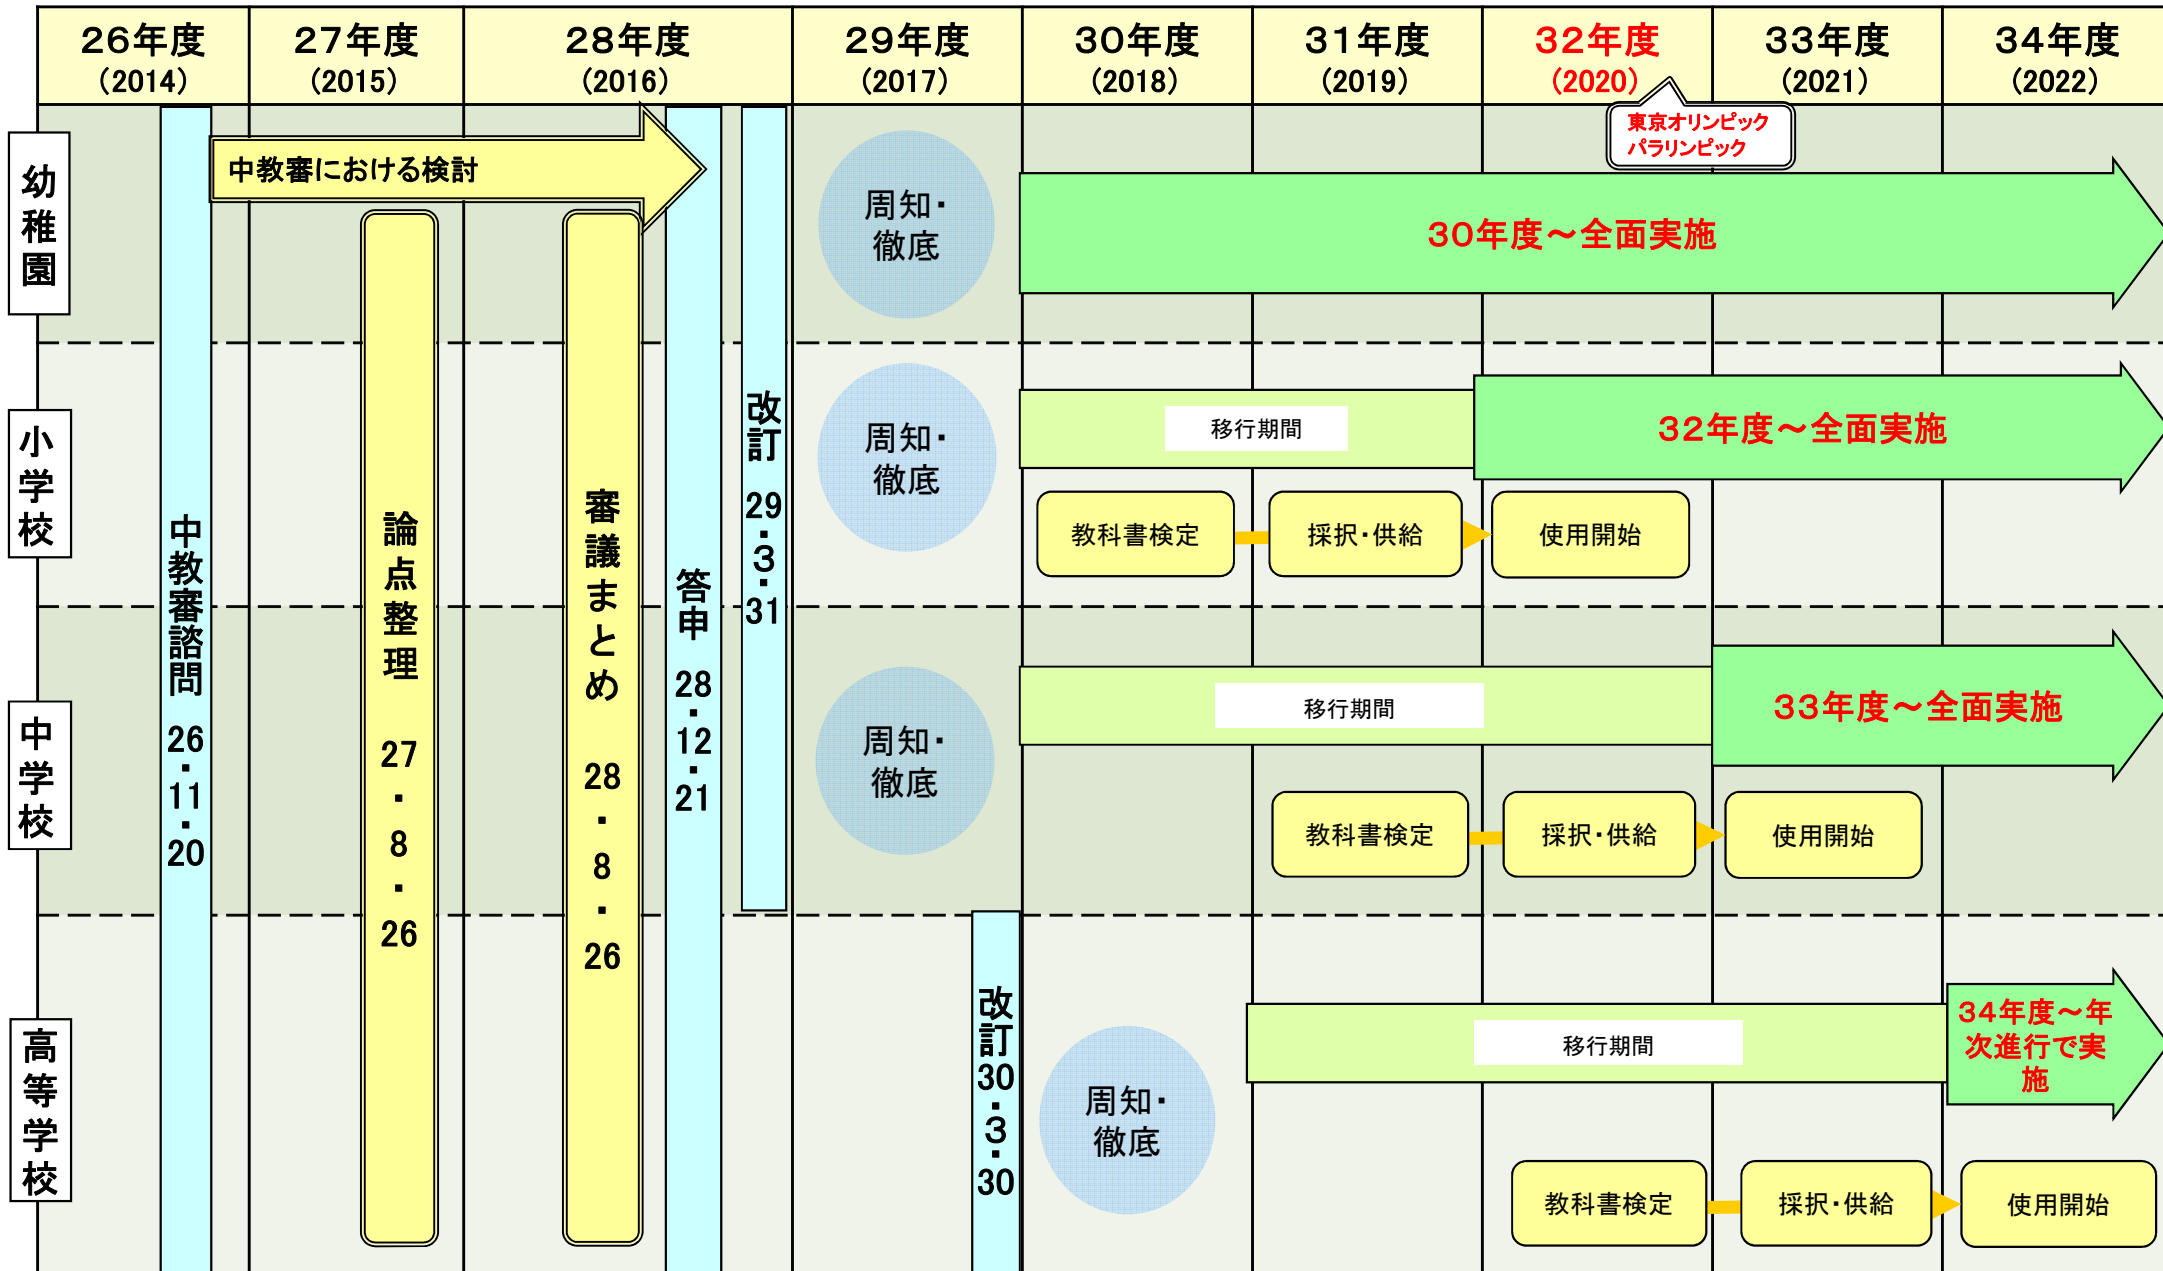 26年度
（2014）
27年度
（2015）
28年度
（2016）
29年度
（2017）
30年度
（2018）
31年度
（2019）
32年度
（2020）
33年度
（2021）
34年度
（2022）
東京オリンピック
パラリンピック
幼稚園
中教審における検討
周知・
徹底
30年度～全面実施
小学校
周知・
徹底
移行期間
32年度～全面実施
教科書検定
採択・供給
使用開始
中教審諮問 26・11・20
論点整理 27・8・26
審議まとめ 28・8・26
答申 28・12・21
改訂 29・3・31
中学校
周知・
徹底
移行期間
33年度～全面実施
教科書検定
採択・供給
使用開始
高等学校
改訂30・3・30
周知・
徹底
移行期間
34年度～年
次進行で実
施
教科書検定
採択・供給
使用開始